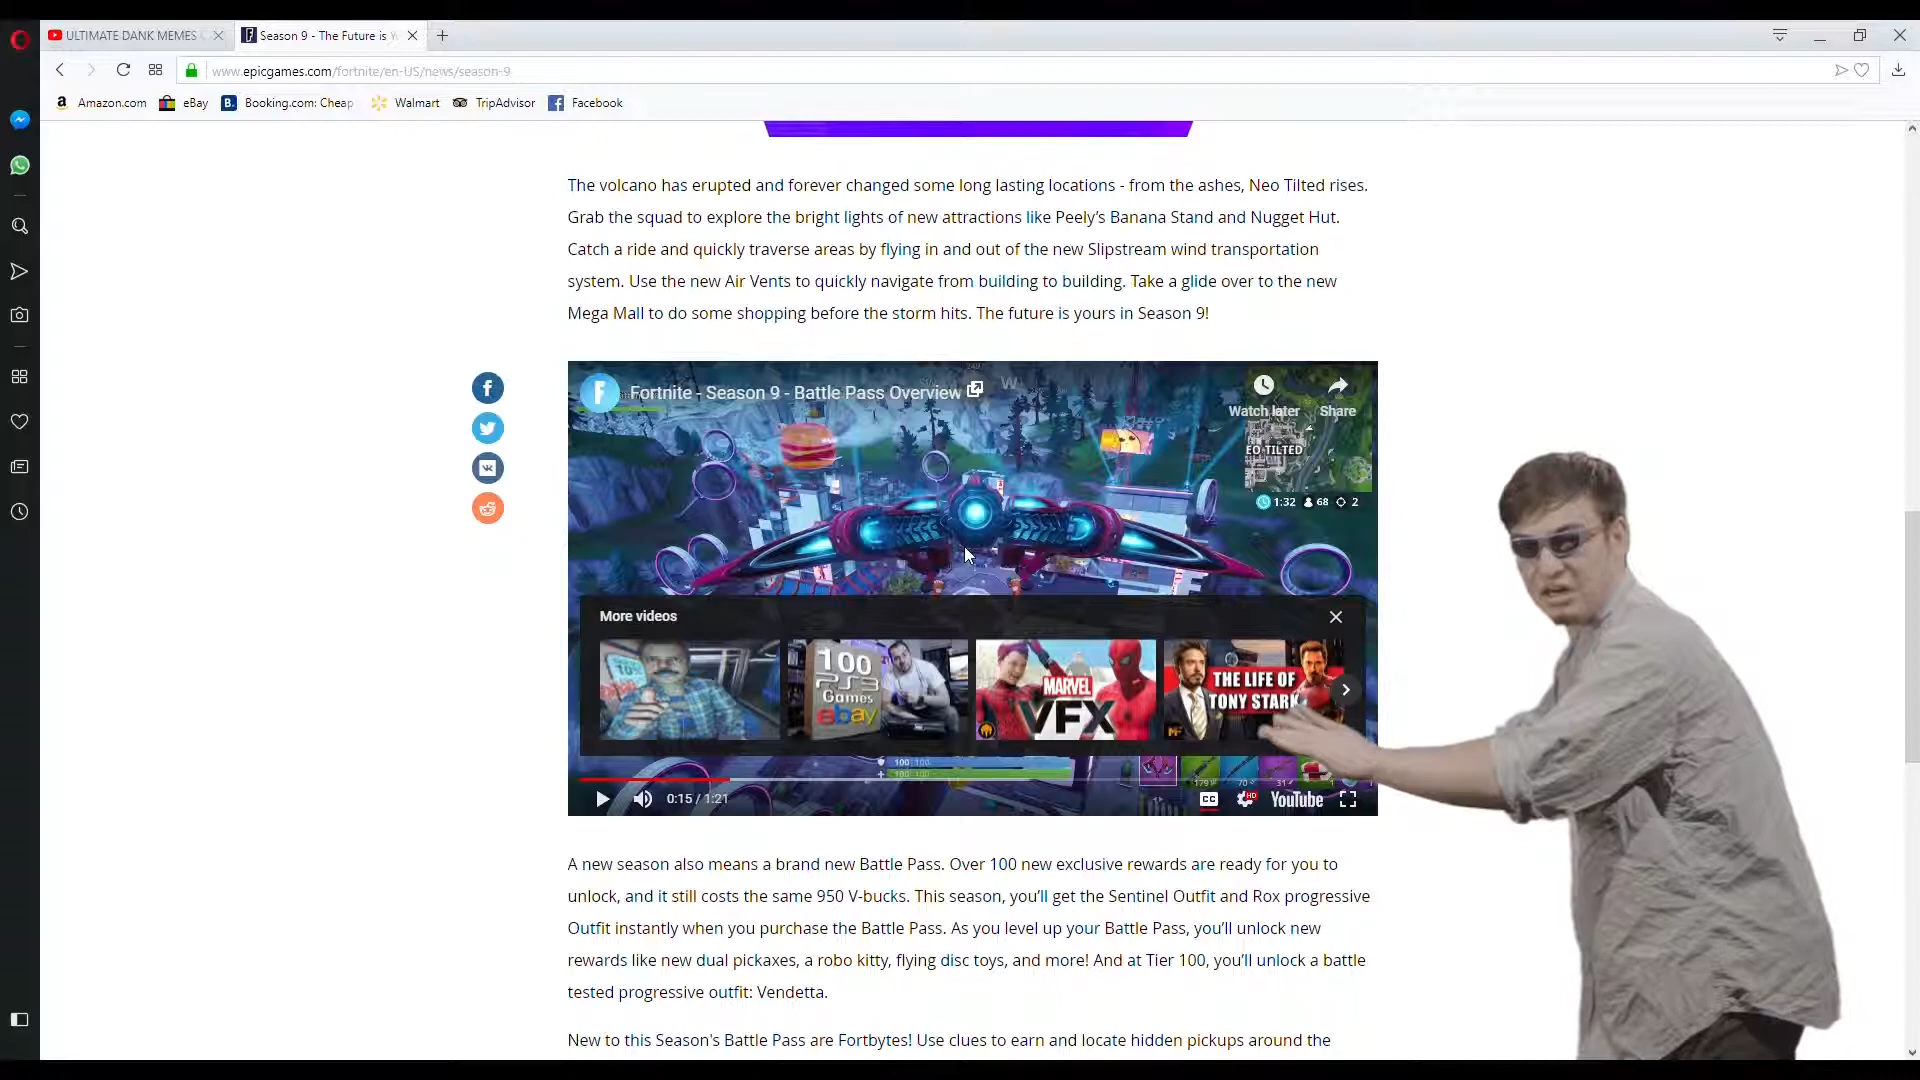 ULTIMATE DANK MEMES
Season 9 - The Future is Y
www.epicgames.com/fortnite/en-US/news/season-9
Amazon.com eBay Booking.com: Cheap Walmart TripAdvisor Facebook
The volcano has erupted and forever changed some long lasting locations - from the ashes, Neo Tilted rises.
Grab the squad to explore the bright lights of new attractions like Peely’s Banana Stand and Nugget Hut.
Catch a ride and quickly traverse areas by flying in and out of the new Slipstream wind transportation
system. Use the new Air Vents to quickly navigate from building to building. Take a glide over to the new
Mega Mall to do some shopping before the storm hits. The future is yours in Season 9!
Fortnite - Season 9 - Battle Pass Overview
W
Watch later Share
EO TILTED
1:32 68 2
More videos
100
PS3
Games
ebay
MARVEL
VFX
THE LIFE OF
TONY STARK
100 100
100 100
0:15 / 1:21
CC
HD
YouTube
A new season also means a brand new Battle Pass. Over 100 new exclusive rewards are ready for you to
unlock, and it still costs the same 950 V-bucks. This season, you’ll get the Sentinel Outfit and Rox progressive
Outfit instantly when you purchase the Battle Pass. As you level up your Battle Pass, you’ll unlock new
rewards like new dual pickaxes, a robo kitty, flying disc toys, and more! And at Tier 100, you’ll unlock a battle
tested progressive outfit: Vendetta.
New to this Season's Battle Pass are Fortbytes! Use clues to earn and locate hidden pickups around the